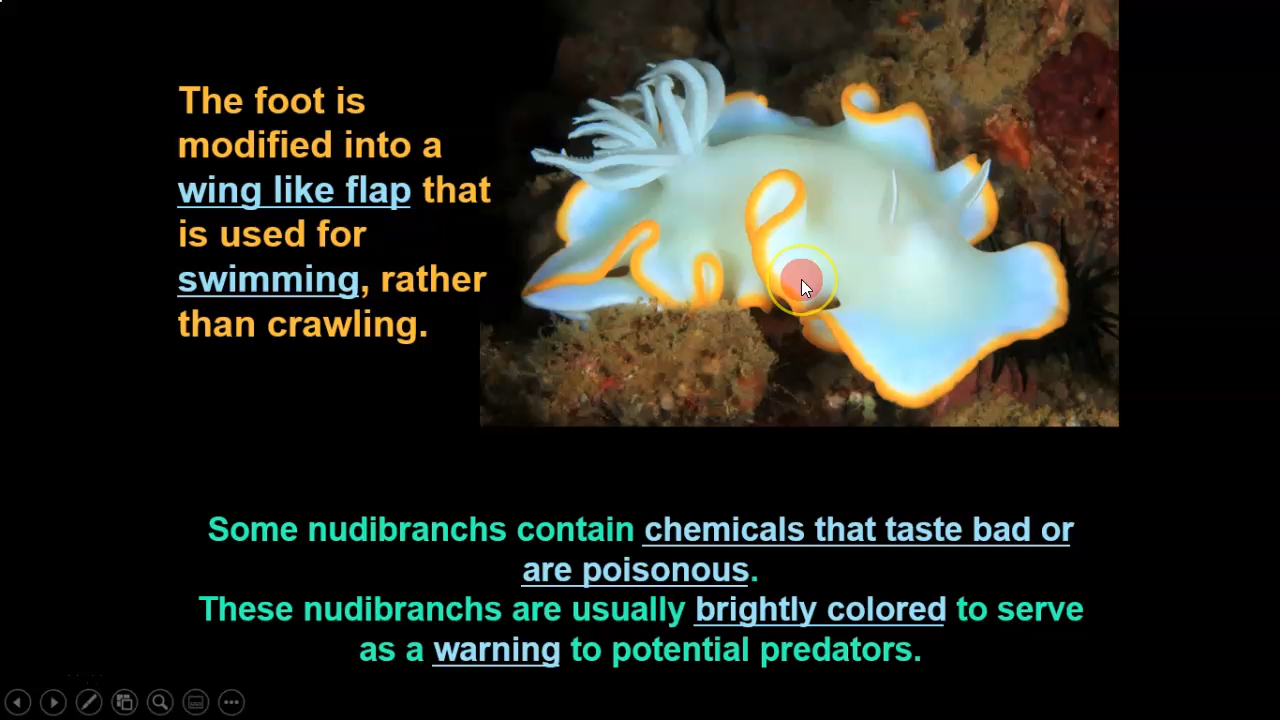 The foot is
modified into a
wing like flap that
is used for
swimming, rather
than crawling.
Some nudibranchs contain chemicals that taste bad or
are poisonous.
These nudibranchs are usually brightly colored to serve
as a warning to potential predators.